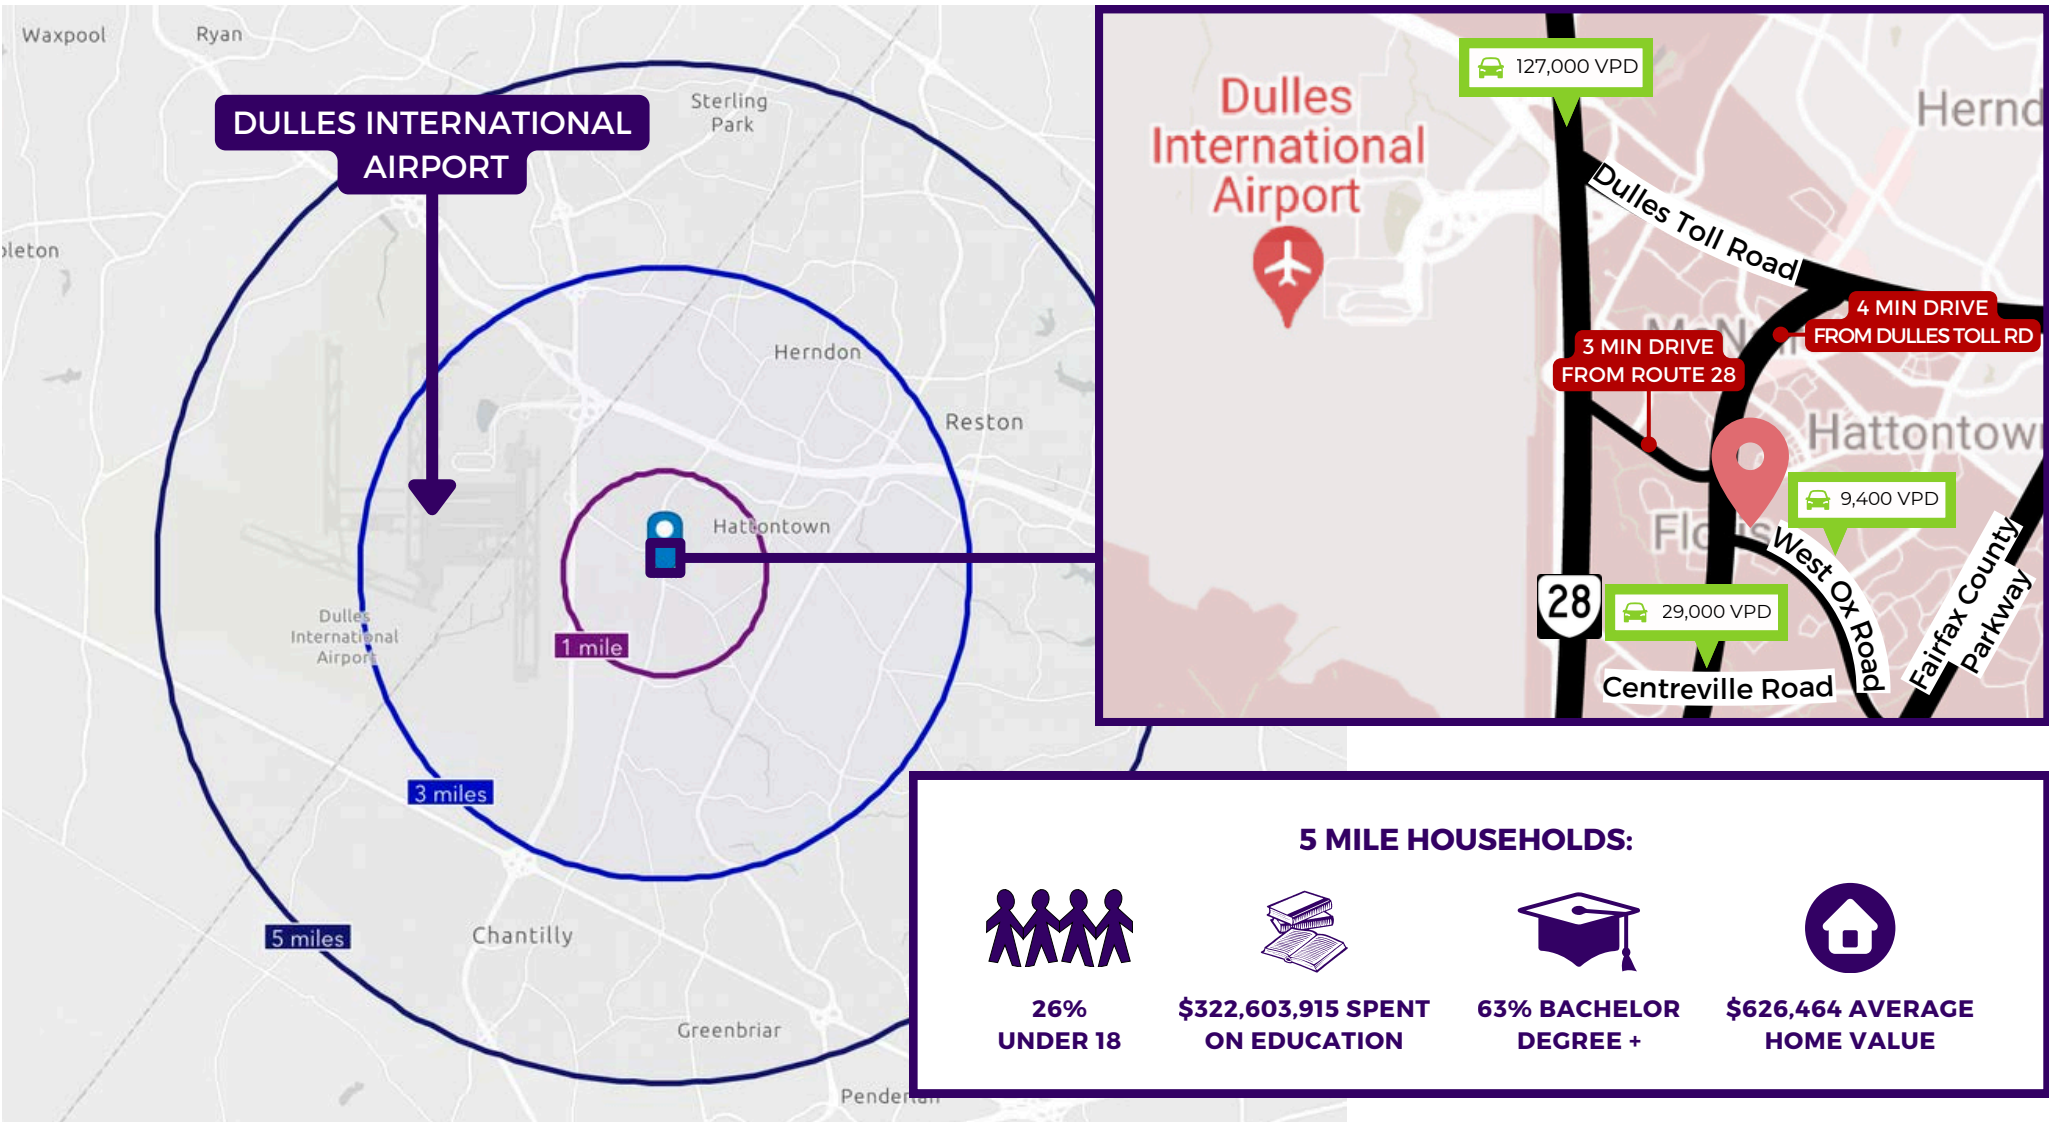 Waxpool
Ryan
Sterling
Park
DULLES INTERNATIONAL
AIRPORT
pleton
Herndon
Reston
Hattontown
Dulles
International
Airport
1 mile
3 miles
5 miles
Chantilly
Greenbriar
127,000 VPD
Dulles
International
Airport
Hernd
Dulles Toll Road
4 MIN DRIVE
FROM DULLES TOLL RD
3 MIN DRIVE
FROM ROUTE 28
Hattontow
9,400 VPD
West Ox Road
Fairfax County
Parkway
28
29,000 VPD
Centreville Road
5 MILE HOUSEHOLDS:
26%
UNDER 18
$322,603,915 SPENT
ON EDUCATION
63% BACHELOR
DEGREE +
$626,464 AVERAGE
HOME VALUE